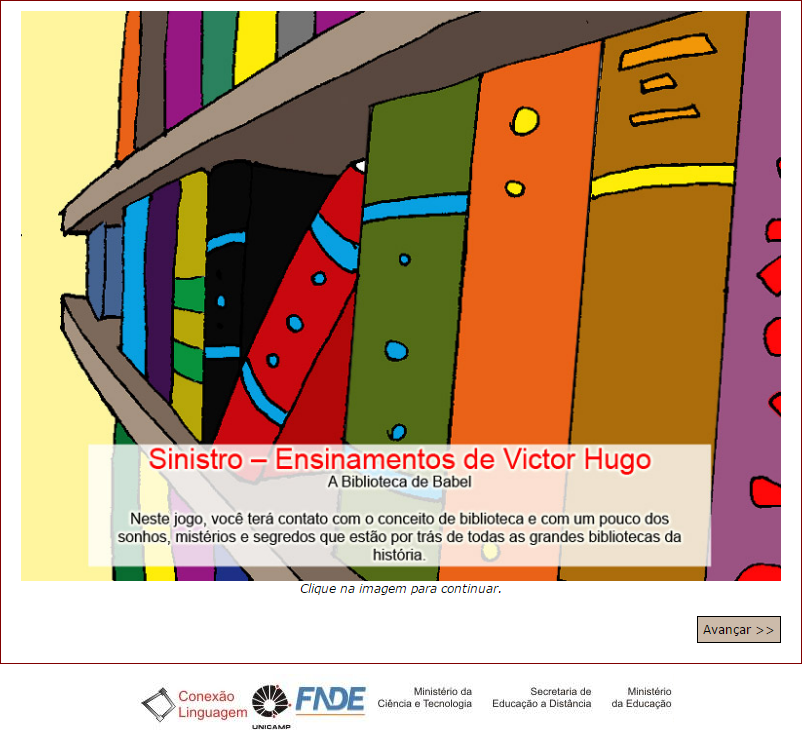 Sinistro – Ensinamentos de Victor Hugo
A Biblioteca de Babel
Neste jogo, você terá contato com o conceito de biblioteca e com um pouco dos
sonhos, mistérios e segredos que estão por trás de todas as grandes bibliotecas da
história.
Clique na imagem para continuar.
Avançar >>
Conexão
Linguagem
UNICAMP
FNDE
Ministério da
Ciência e Tecnologia
Secretaria de
Educação a Distância
Ministério
da Educação